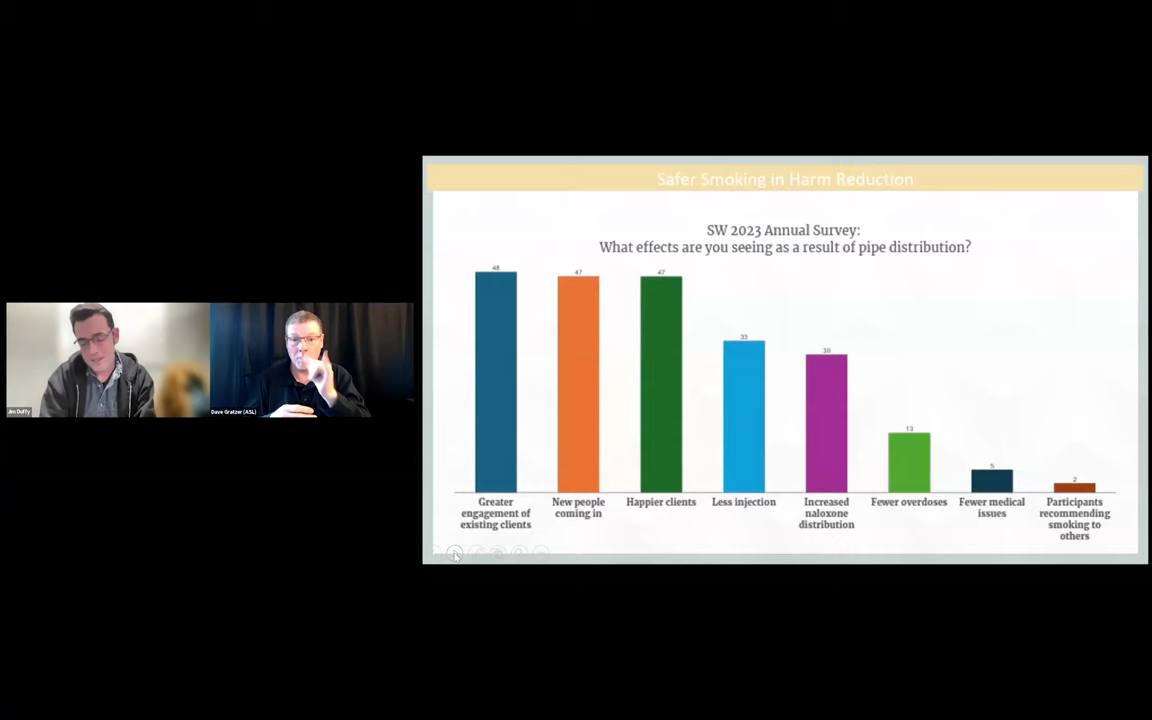 Safer Smoking in Harm Reduction
SW 2023 Annual Survey:
What effects are you seeing as a result of pipe distribution?
48
47
47
33
30
13
5
2
Greater
engagement of
existing clients
New people
coming in
Happier clients
Less injection
Increased
naloxone
distribution
Fewer overdoses
Fewer medical
issues
Participants
recommending
smoking to
others
Jim Duffy
Dave Gratzer (ASL)